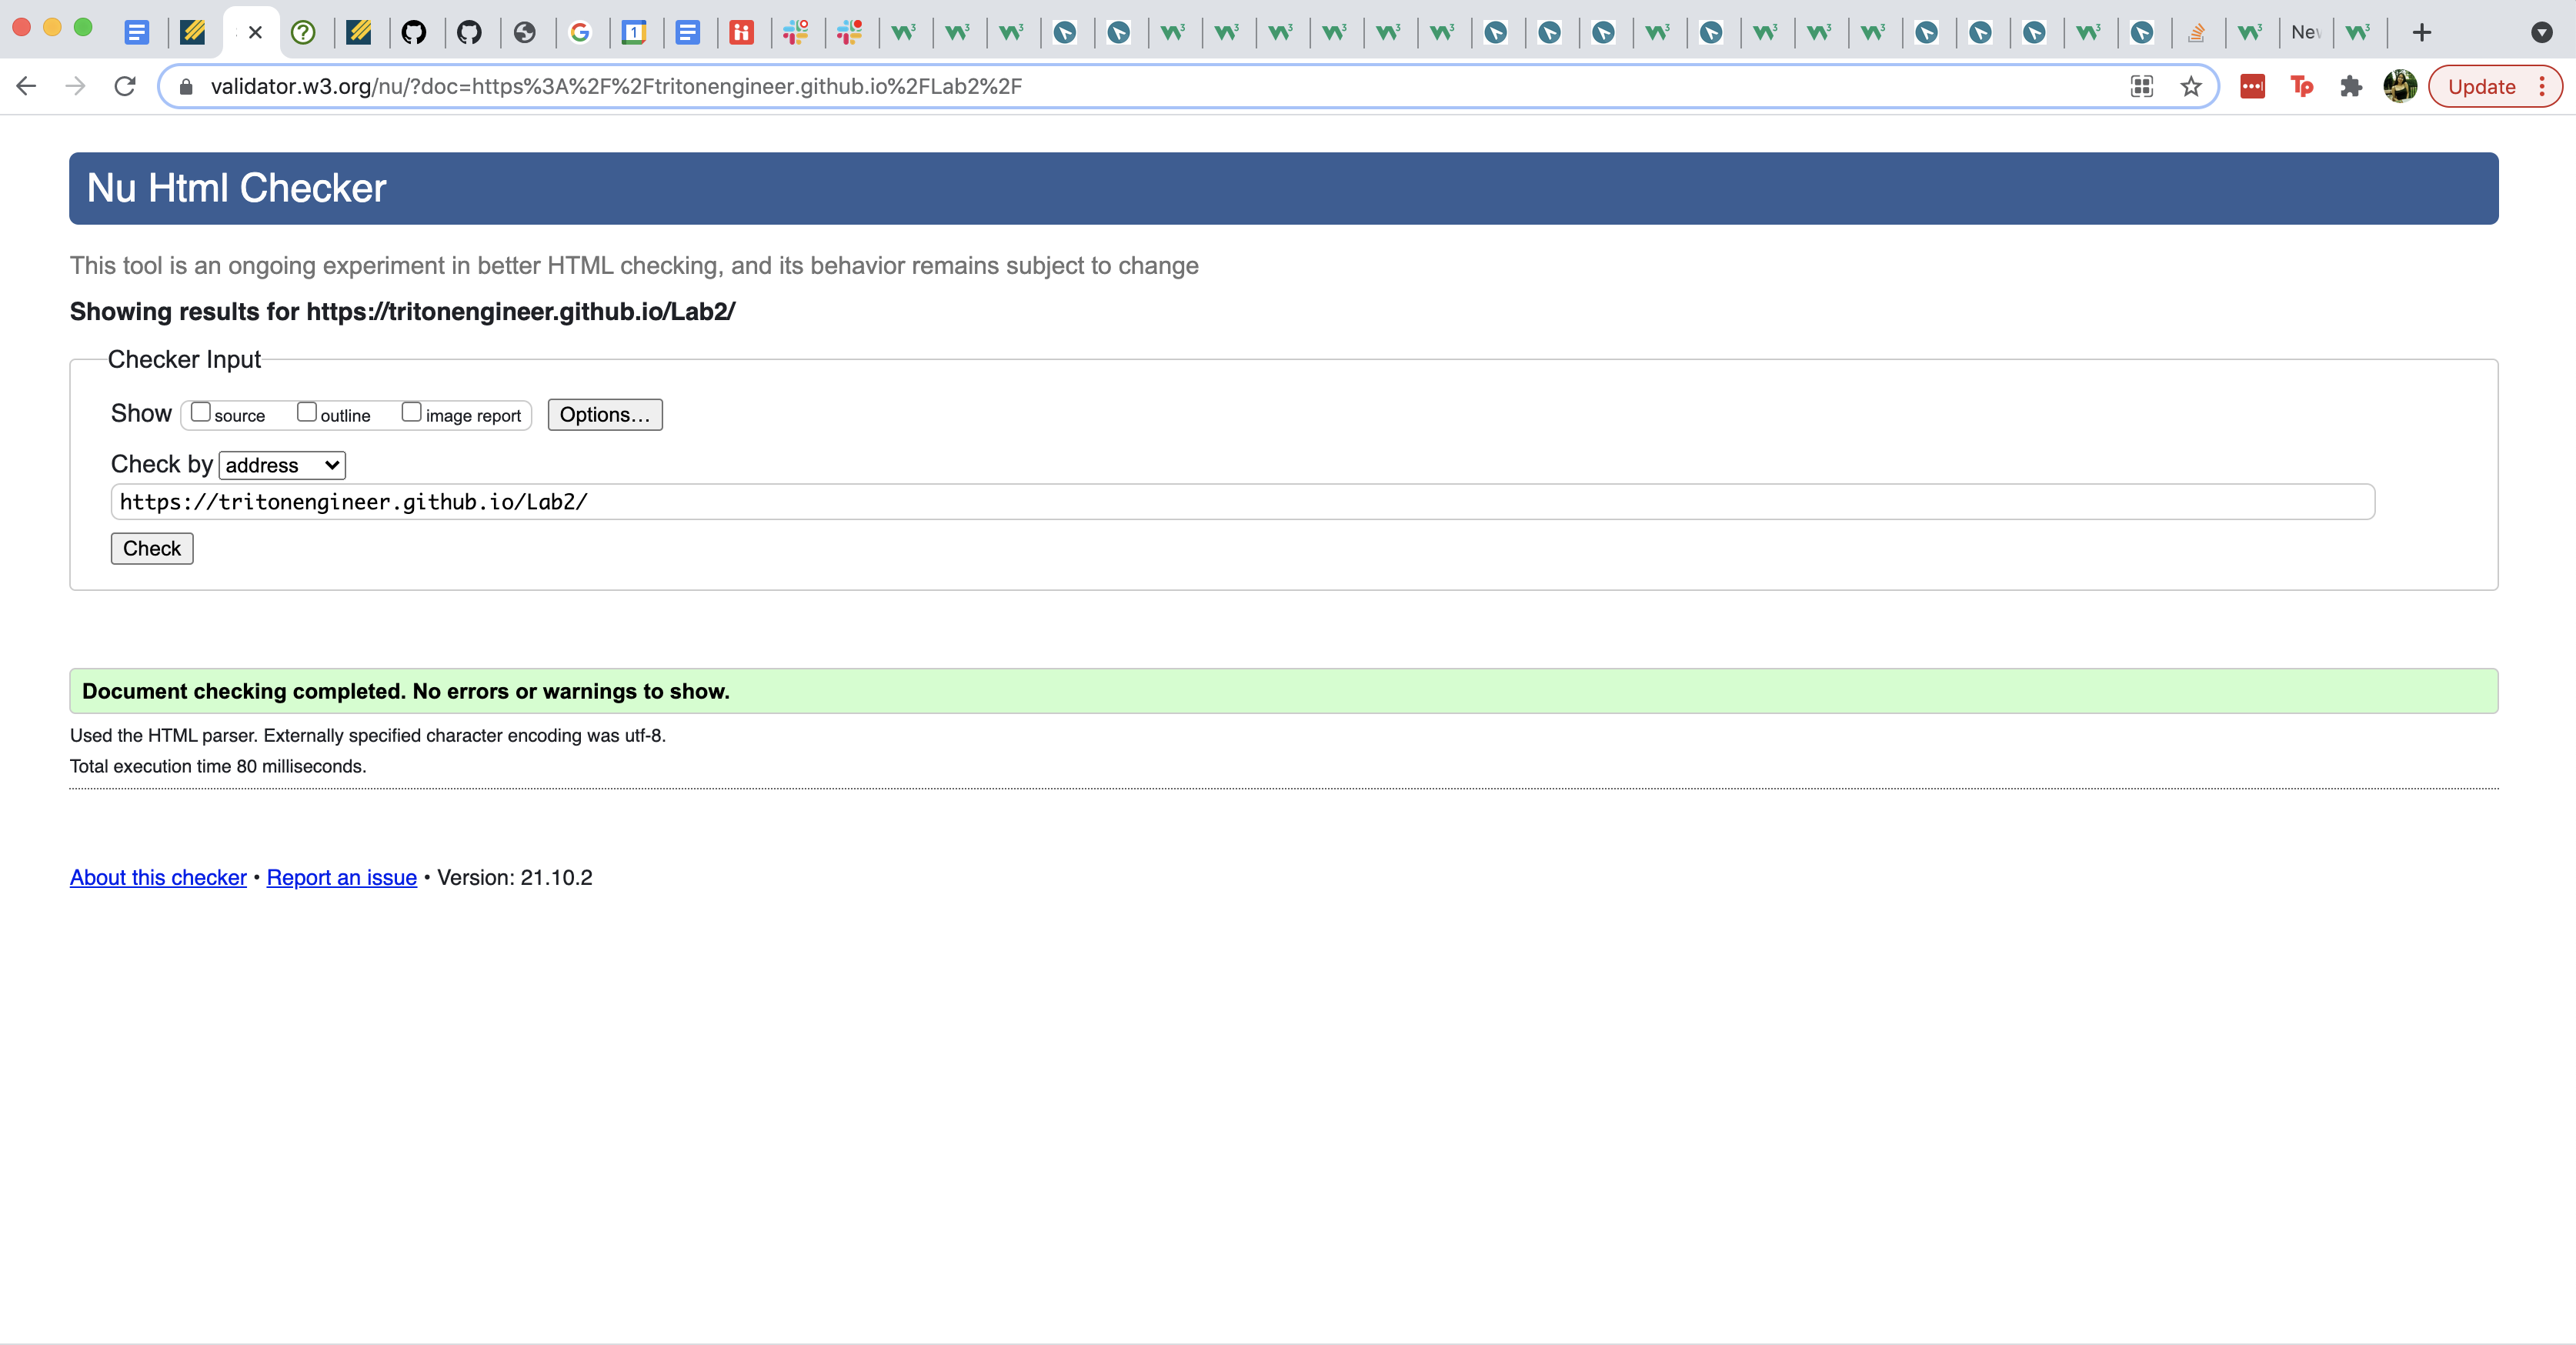 New
validator.w3.org/nu/?doc=https%3A%2F%2Ftritonengineer.github.io%2FLab2%2F
Update
Nu Html Checker
This tool is an ongoing experiment in better HTML checking, and its behavior remains subject to change
Showing results for https://tritonengineer.github.io/Lab2/
Checker Input
Show source outline image report Options...
Check by address
https://tritonengineer.github.io/Lab2/
Check
Document checking completed. No errors or warnings to show.
Used the HTML parser. Externally specified character encoding was utf-8.
Total execution time 80 milliseconds.
About this checker • Report an issue • Version: 21.10.2